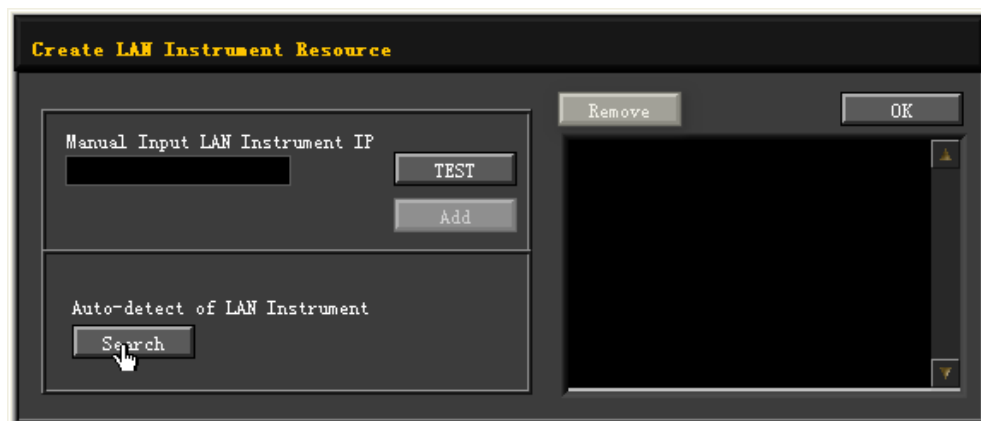 Create LAN Instrument Resource
Remove
OK
Manual Input LAN Instrument IP
TEST
Add
Auto-detect of LAN Instrument
Search